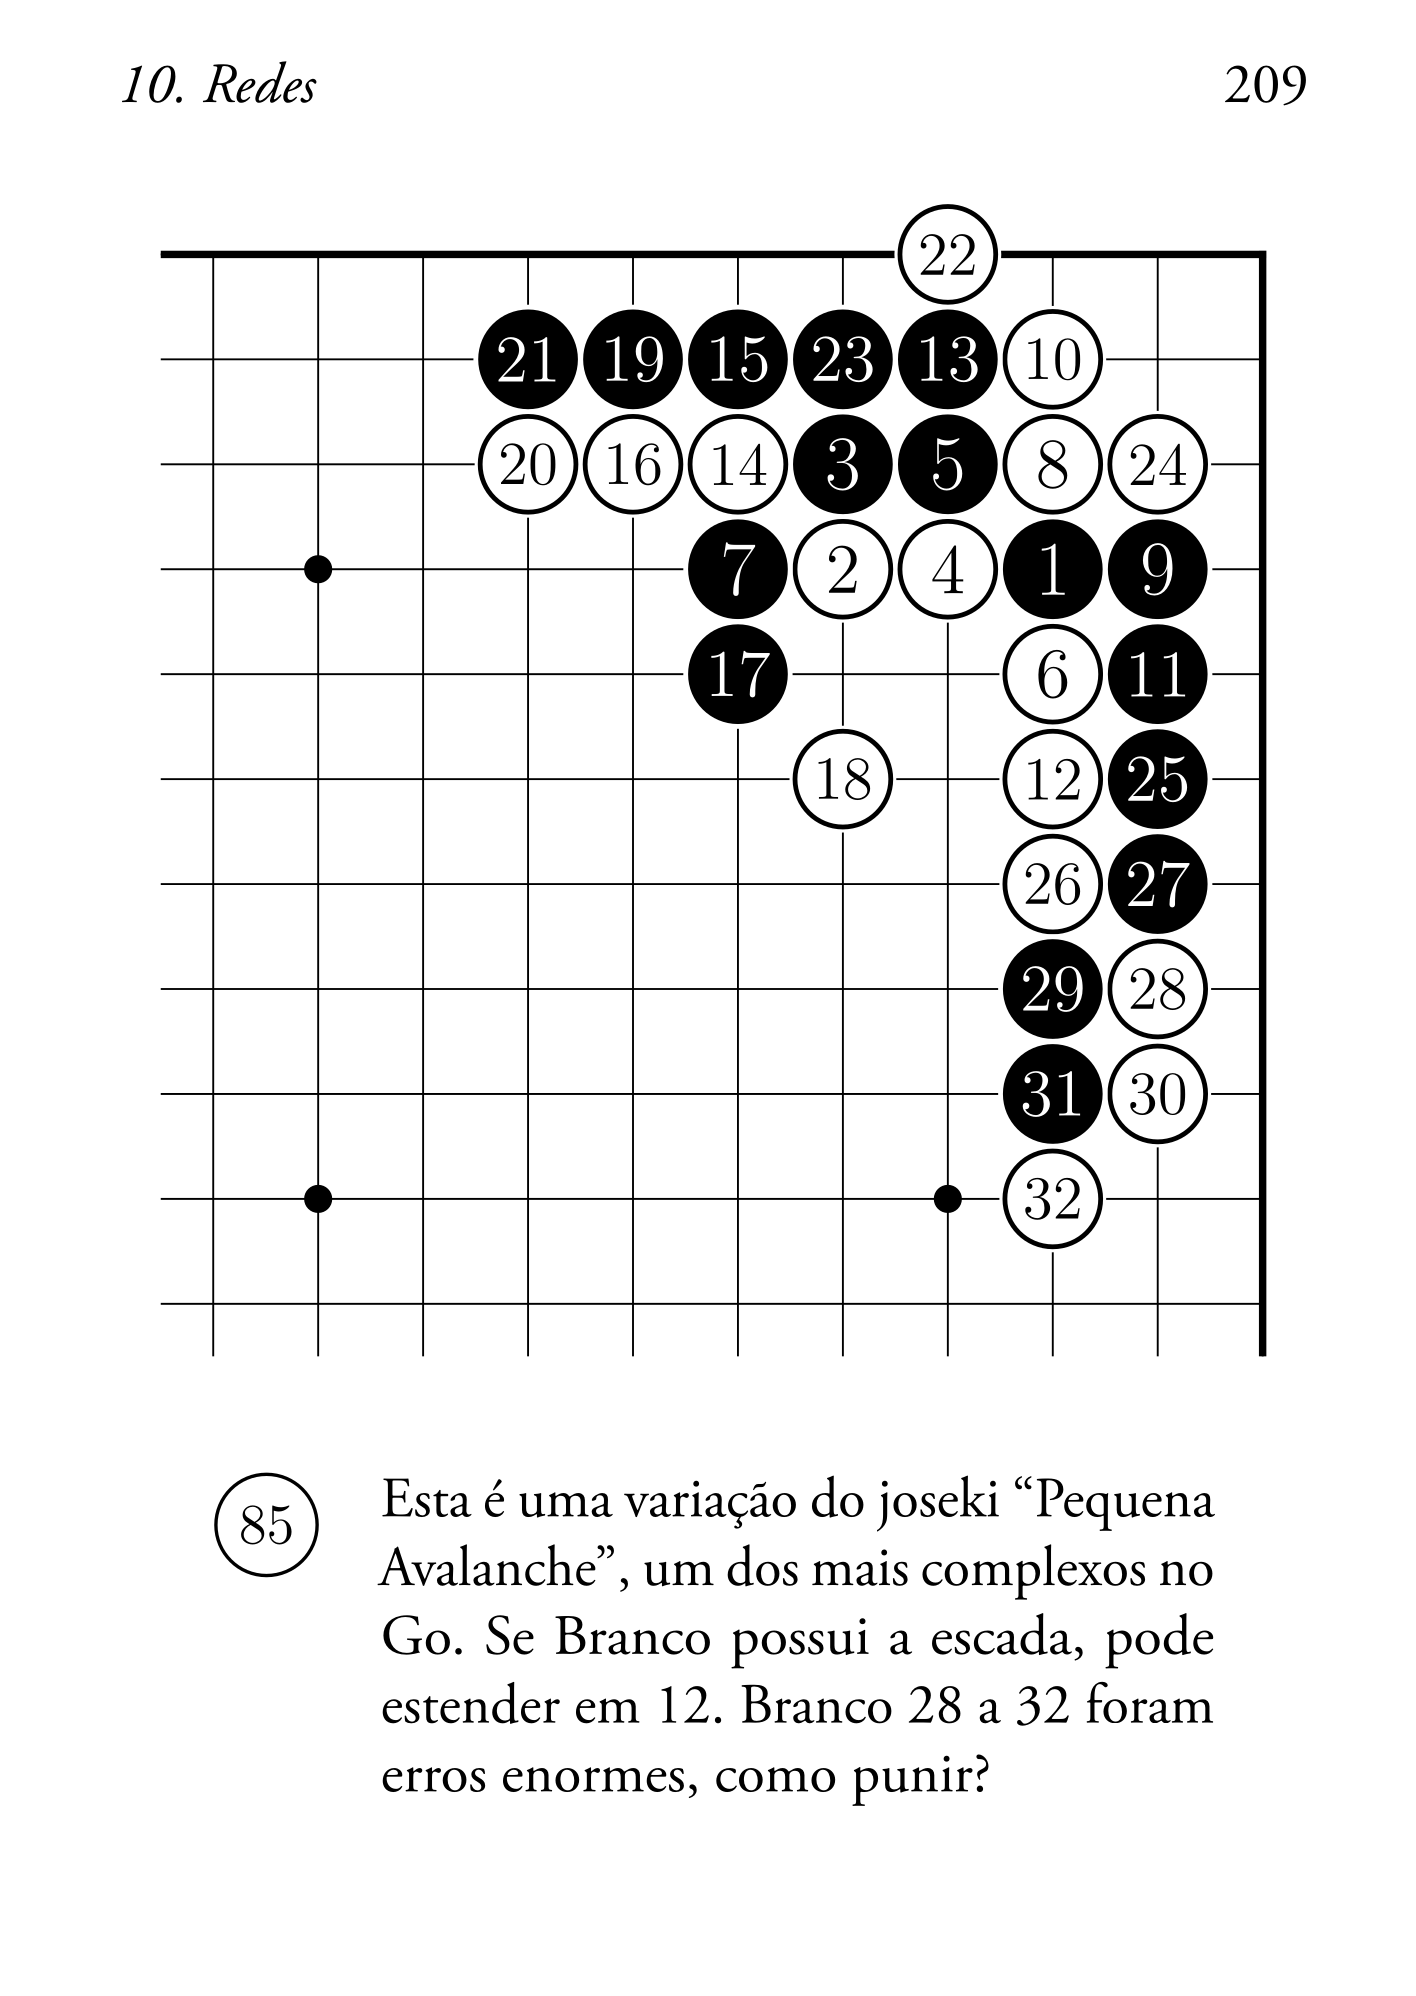 10. Redes 209
22
21 19 15 23 13 10
20 16 14 3 5 8 24
7 2 4 1 9
17 6 11
18 12 25
26 27
29 28
31 30
32
85 Esta é uma variação do joseki “Pequena
Avalanche”, um dos mais complexos no
Go. Se Branco possui a escada, pode
estender em 12. Branco 28 a 32 foram
erros enormes, como punir?